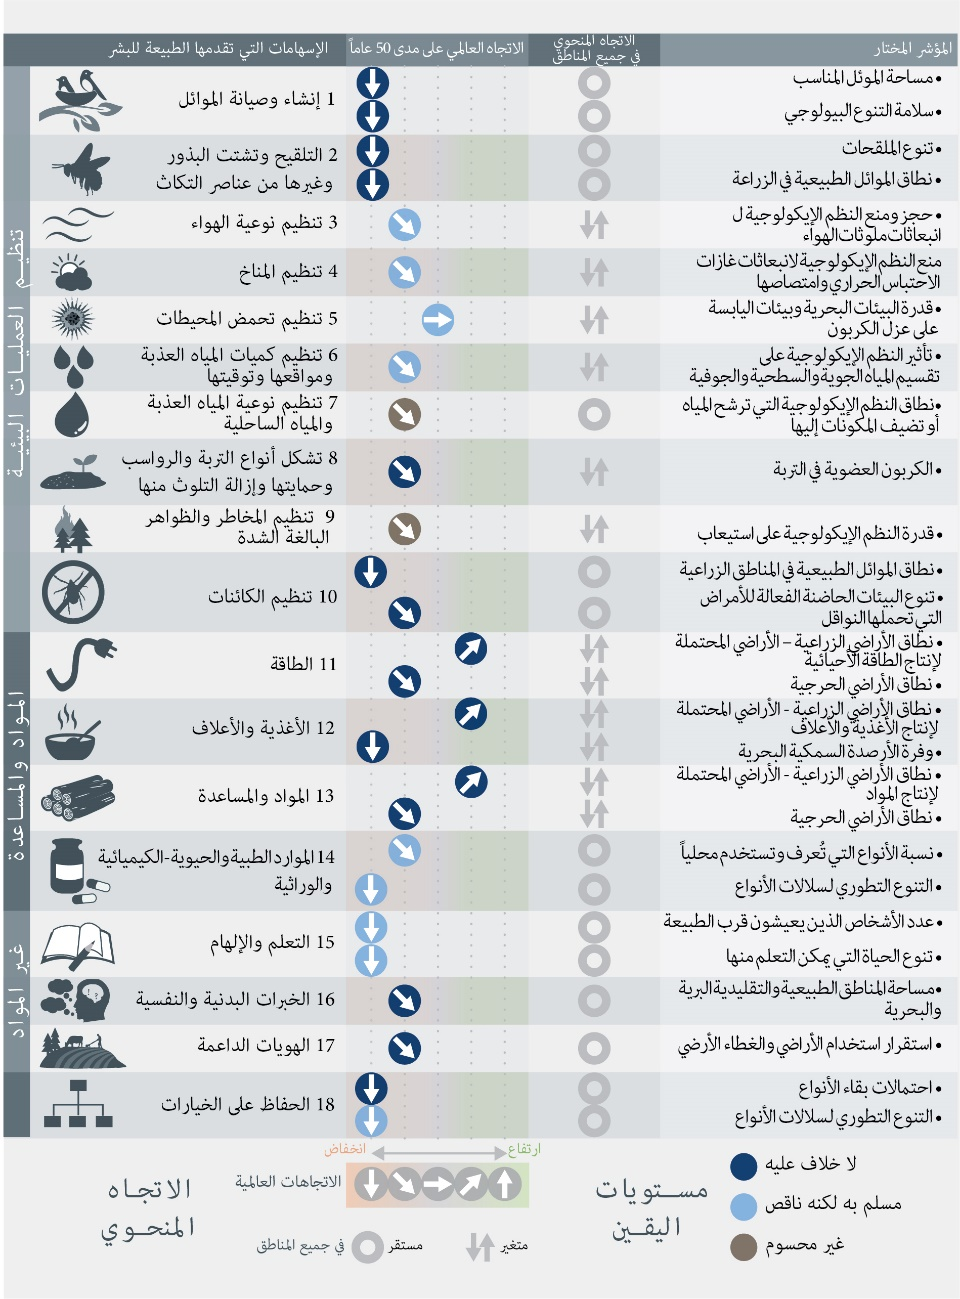 المؤشر المختار
الاتجاه المنحوي
في جميع المناطق
الاتجاه العالمي على مدى 50 عاماً
الإسهامات التي تقدمها الطبيعة للبشر
تنظيم العمليات البيئية
1 إنشاء وصيانة الموائل
• مساحة الموئل المناسب
• سلامة التنوع البيولوجي
2 التلقيح وتشتت البذور
وغيرها من عناصر التكاث
• تنوع الملقحات
• نطاق الموائل الطبيعية في الزراعة
3 تنظيم نوعية الهواء
• حجز ومنع النظم الإيكولوجية ل
انبعاثات ملوثات الهواء
4 تنظيم المناخ
منع النظم الإيكولوجية لانبعاثات غازات
الاحتباس الحراري وامتصاصها
5 تنظيم تحمض المحيطات
• قدرة البيئات البحرية وبيئات اليابسة
على عزل الكربون
6 تنظيم كميات المياه العذبة
ومواقعها وتوقيتها
• تأثير النظم الإيكولوجية على
تقسيم المياه الجوية والسطحية والجوفية
7 تنظيم نوعية المياه العذبة
والمياه الساحلية
• نطاق النظم الإيكولوجية التي ترشح المياه
أو تضيف المكونات إليها
8 تشكل أنواع التربة والرواسب
وحمايتها وإزالة التلوث منها
• الكربون العضوية في التربة
9 تنظيم المخاطر والظواهر
البالغة الشدة
• قدرة النظم الإيكولوجية على استيعاب
10 تنظيم الكائنات
• نطاق الموائل الطبيعية في المناطق الزراعية
• تنوع البيئات الحاضنة الفعالة للأمراض
التي تحملها النواقل
المواد والمساعدة
11 الطاقة
• نطاق الأراضي الزراعية – الأراضي المحتملة
لإنتاج الطاقة الأحيائية
• نطاق الأراضي الحرجية
12 الأغذية والأعلاف
• نطاق الأراضي الزراعية - الأراضي المحتملة
لإنتاج الأغذية والأعلاف
• وفرة الأرصدة السمكية البحرية
13 المواد والمساعدة
• نطاق الأراضي الزراعية - الأراضي المحتملة
لإنتاج المواد
• نطاق الأراضي الحرجية
14 الموارد الطبية والحيوية-الكيميائية
والوراثية
• نسبة الأنواع التي تُعرف وتستخدم محلياً
• التنوع التطوري لسلالات الأنواع
غير المواد
15 التعلم والإلهام
• عدد الأشخاص الذين يعيشون قرب الطبيعة
• تنوع الحياة التي يمكن التعلم منها
16 الخبرات البدنية والنفسية
• مساحة المناطق الطبيعية والتقليدية البرية
والبحرية
17 الهويات الداعمة
• استقرار استخدام الأراضي والغطاء الأرضي
18 الحفاظ على الخيارات
• احتمالات بقاء الأنواع
• التنوع التطوري لسلالات الأنواع
ارتفاع
انخفاض
الاتجاهات العالمية
الاتجاه
المنحوي
متغير
مستقر
في جميع المناطق
مستويات
اليقين
لا خلاف عليه
مسلم به لكنه ناقص
غير محسوم